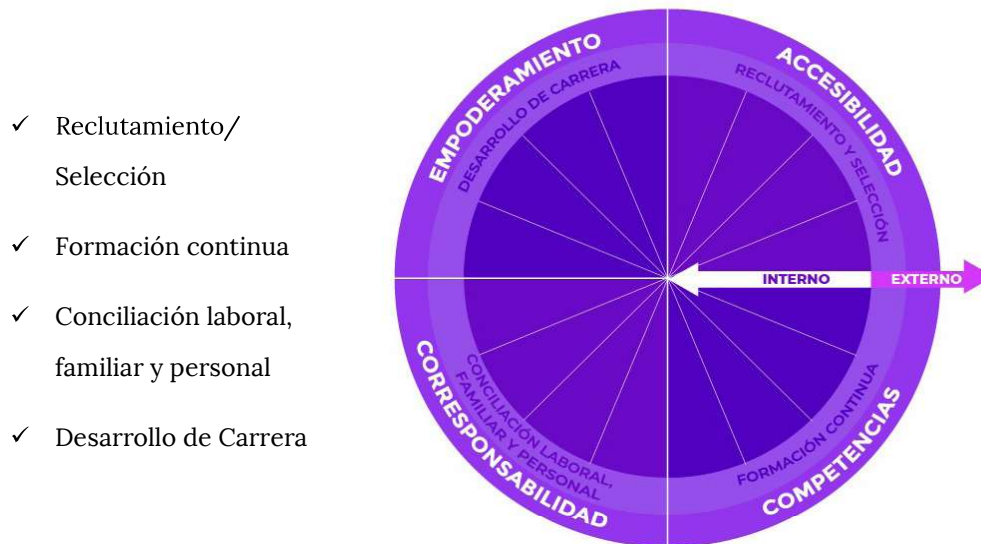 ✓ Reclutamiento/
Selección
✓ Formación continua
✓ Conciliación laboral,
familiar y personal
✓ Desarrollo de Carrera
EMPODERAMIENTO
DESARROLLO DE CARRERA
ACCESIBILIDAD
RECLUTAMIENTO Y SELECCIÓN
INTERNO
EXTERNO
CORRESPONSABILIDAD
CONCILIACIÓN LABORAL,
FAMILIAR Y PERSONAL
FORMACIÓN CONTINUA
COMPETENCIAS